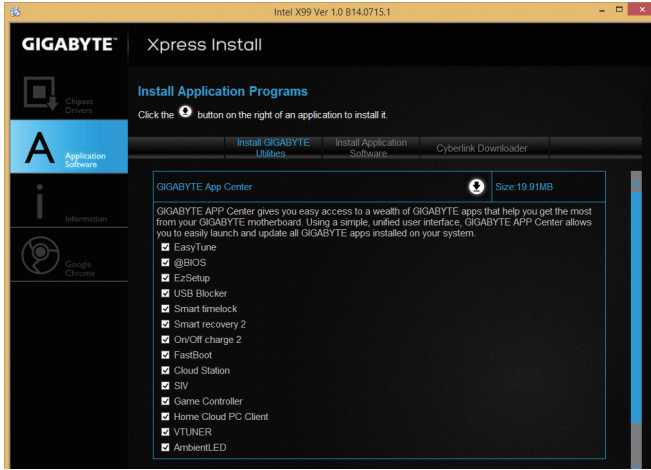 Intel X99 Ver 1.0 B14.0715.1
GIGABYTE™
Xpress Install
Chipset
Drivers
Application
Software
Information
Google
Chrome
Install Application Programs
Click the button on the right of an application to install it.
Install GIGABYTE
Utilities
Install Application
Software
Cyberlink Downloader
GIGABYTE App Center
Size:19.91MB
GIGABYTE APP Center gives you easy access to a wealth of GIGABYTE apps that help you get the most
from your GIGABYTE motherboard. Using a simple, unified user interface, GIGABYTE APP Center allows
you to easily launch and update all GIGABYTE apps installed on your system.
EasyTune
@BIOS
EzSetup
USB Blocker
Smart timelock
Smart recovery 2
On/Off charge 2
FastBoot
Cloud Station
SIV
Game Controller
Home Cloud PC Client
VTUNER
AmbientLED